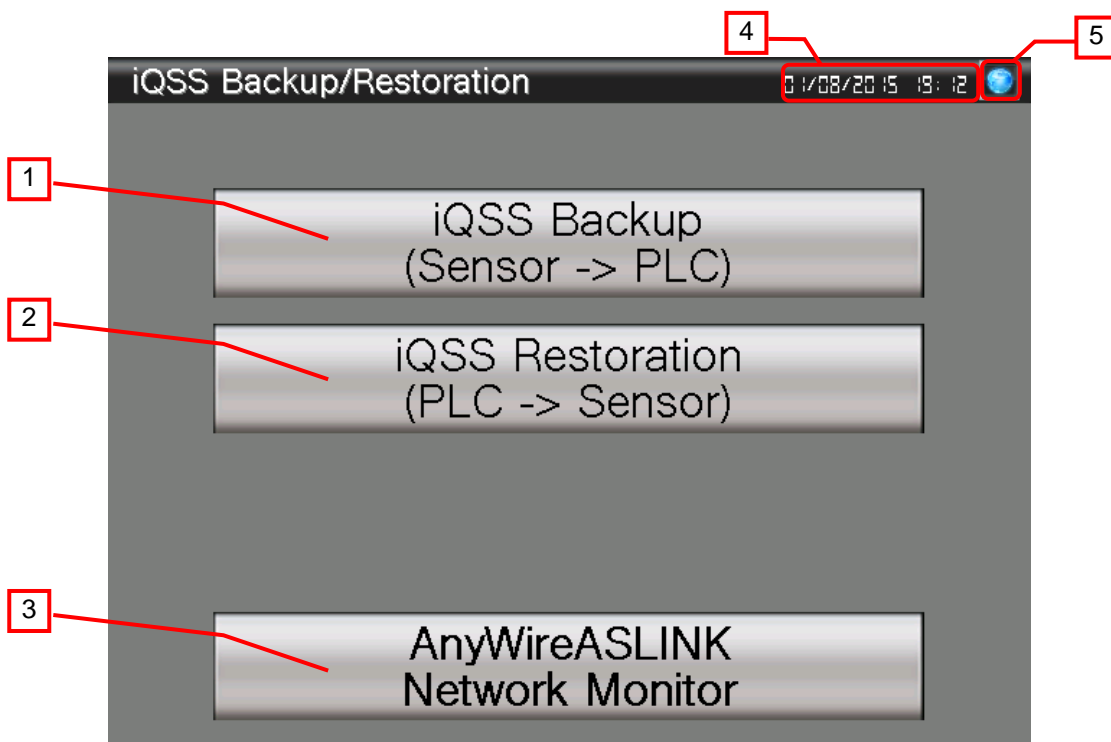 4
5
iQSS Backup/Restoration
01/08/2015 19:12
1
iQSS Backup
(Sensor -> PLC)
2
iQSS Restoration
(PLC -> Sensor)
3
AnyWireASLINK
Network Monitor